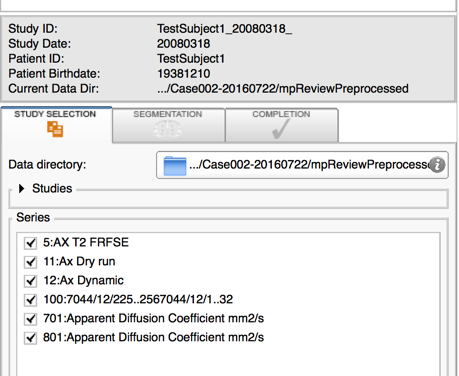 Study ID: TestSubject1_20080318_
Study Date: 20080318
Patient ID: TestSubject1
Patient Birthdate: 19381210
Current Data Dir: .../Case002-20160722/mpReviewPreprocessed
STUDY SELECTION SEGMENTATION COMPLETION
Data directory: .../Case002-20160722/mpReviewPreprocesse
Studies
Series
5:AX T2 FRFSE
11:Ax Dry run
12:Ax Dynamic
100:7044/12/225..2567044/12/1..32
701:Apparent Diffusion Coefficient mm2/s
801:Apparent Diffusion Coefficient mm2/s